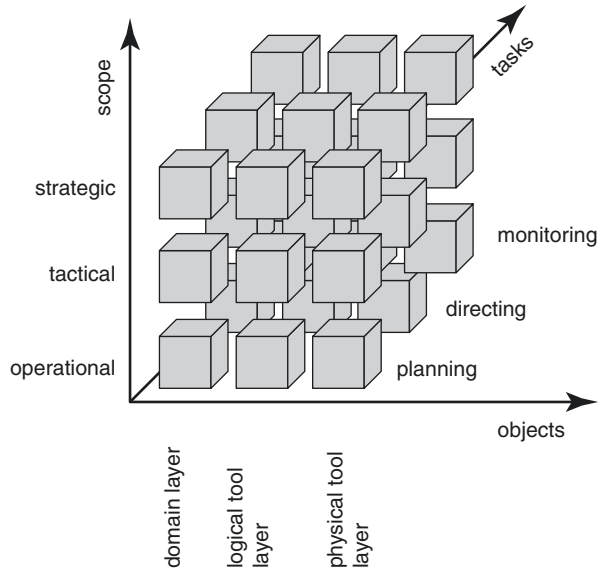 scope
tasks
strategic
monitoring
tactical
directing
operational
planning
objects
domain layer
logical tool
layer
physical tool
layer